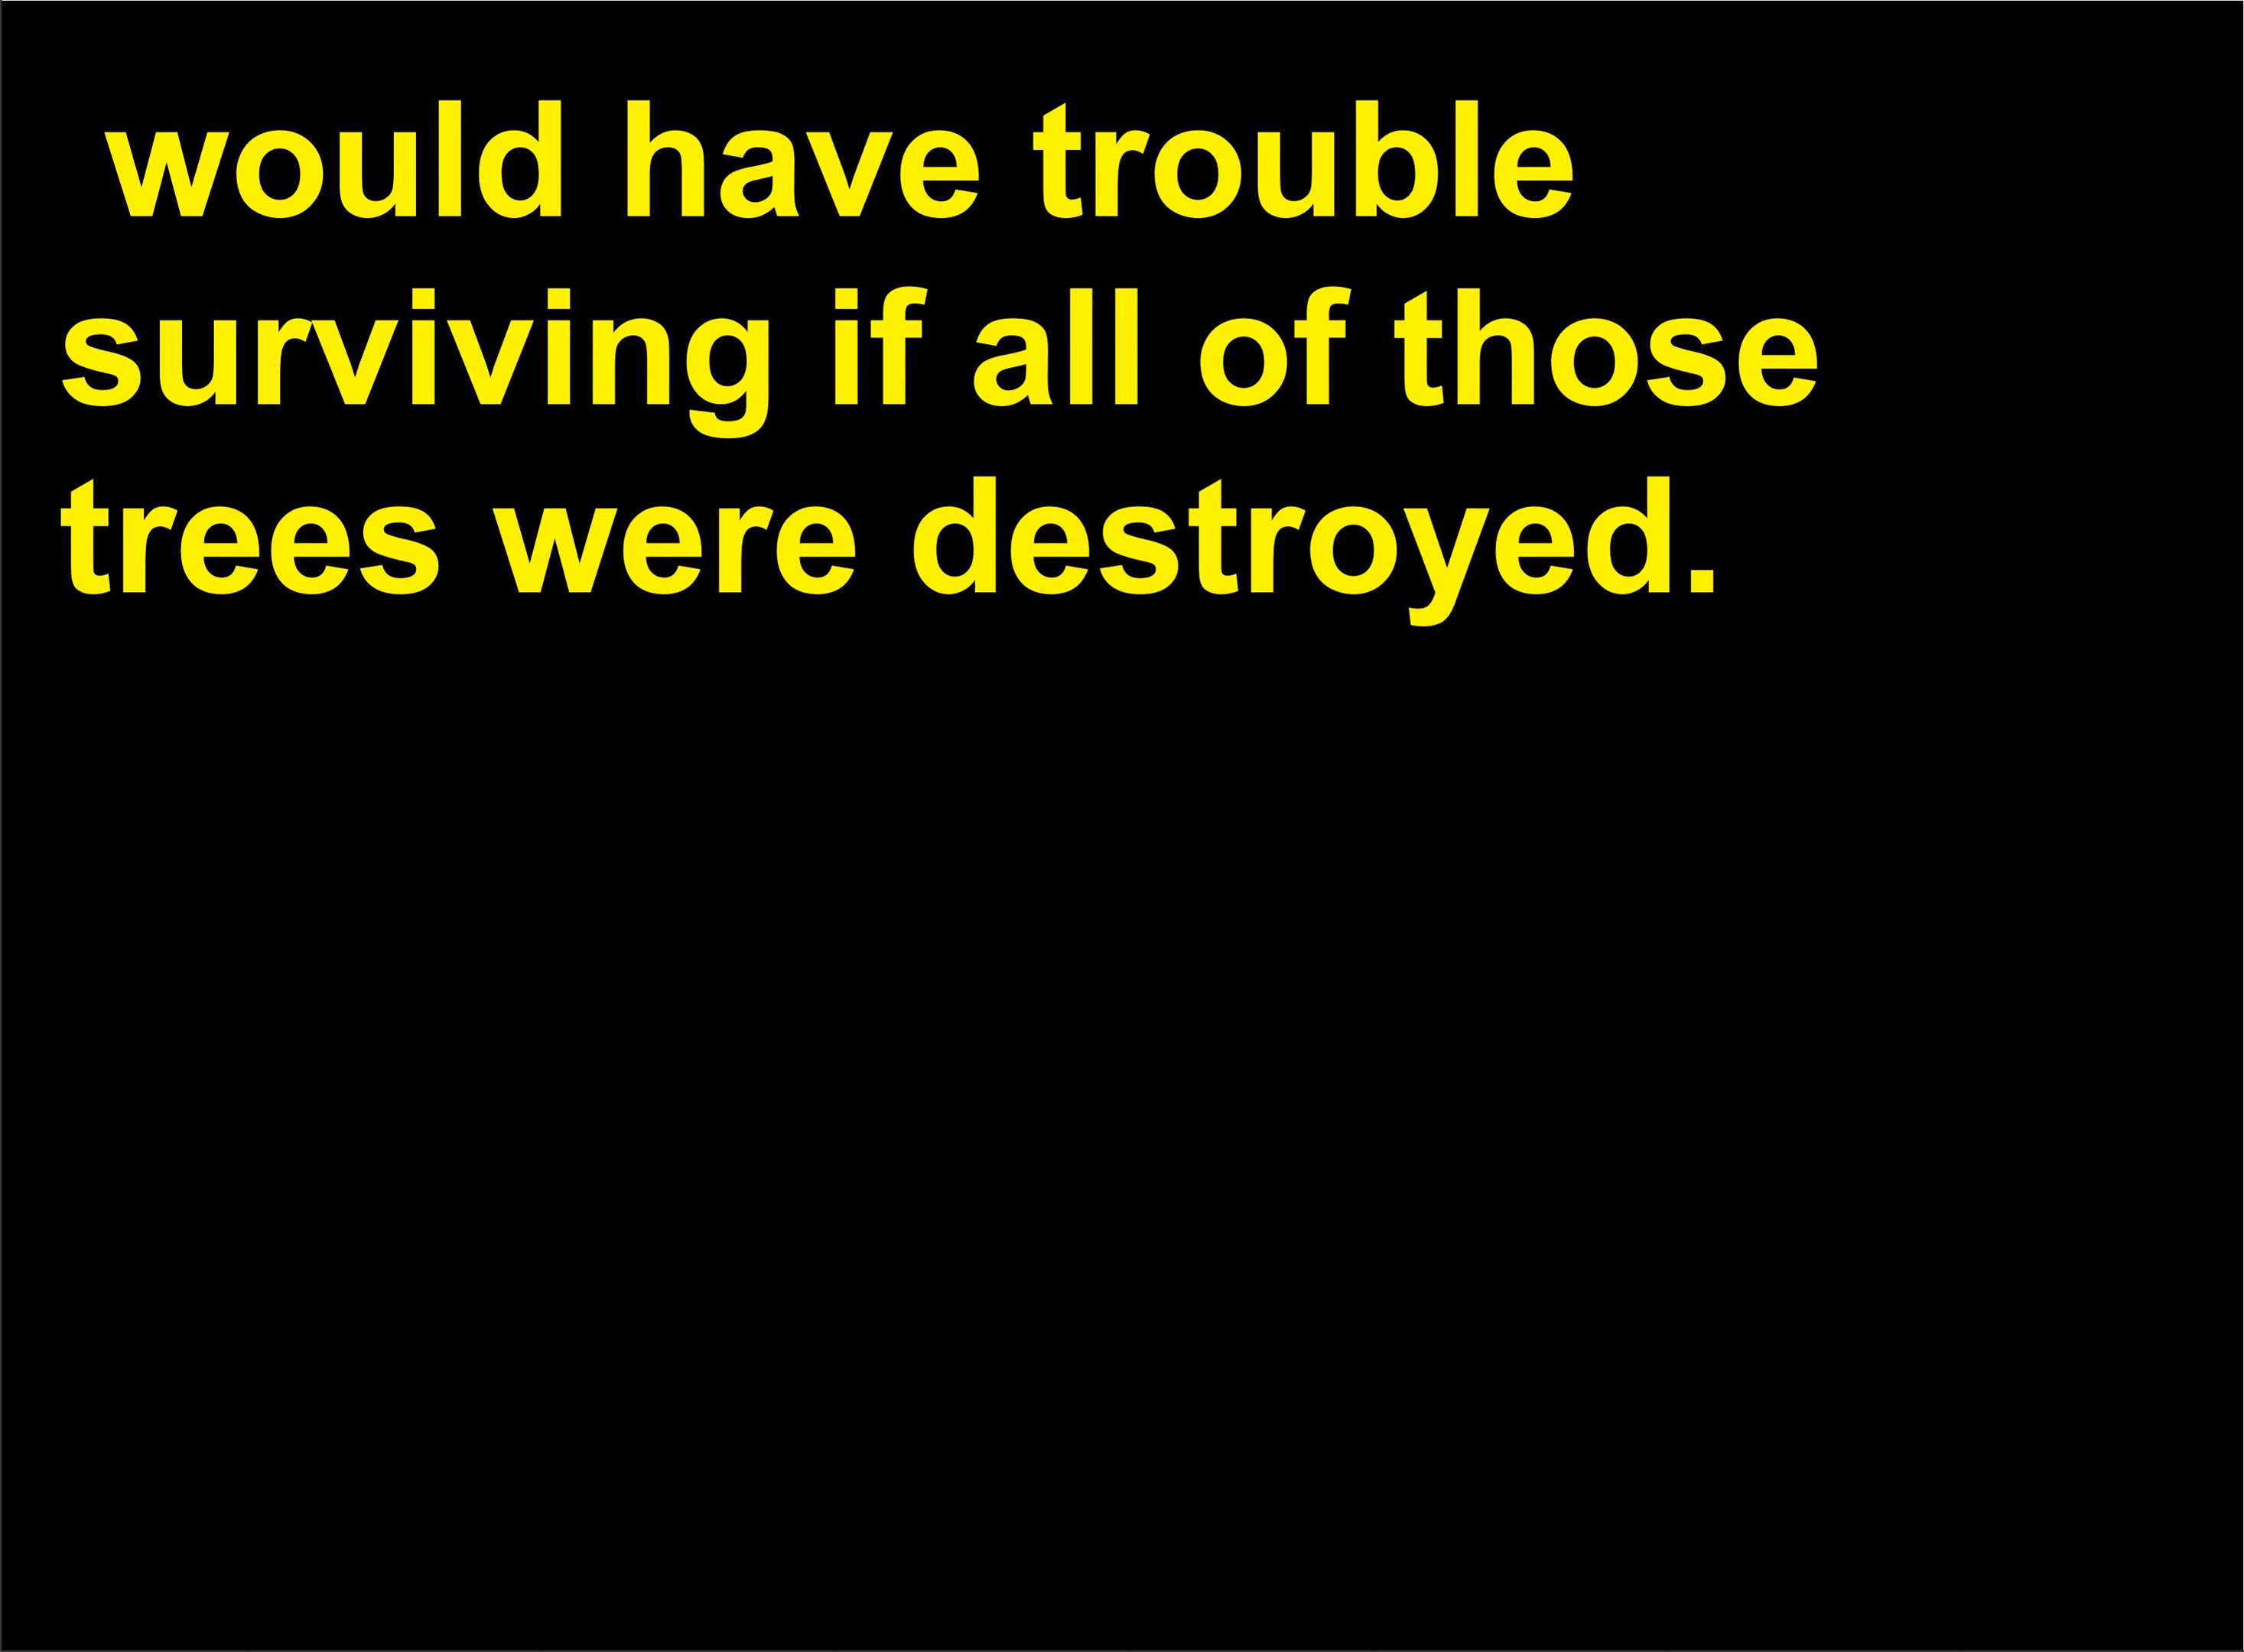 would have trouble
surviving if all of those
trees were destroyed.